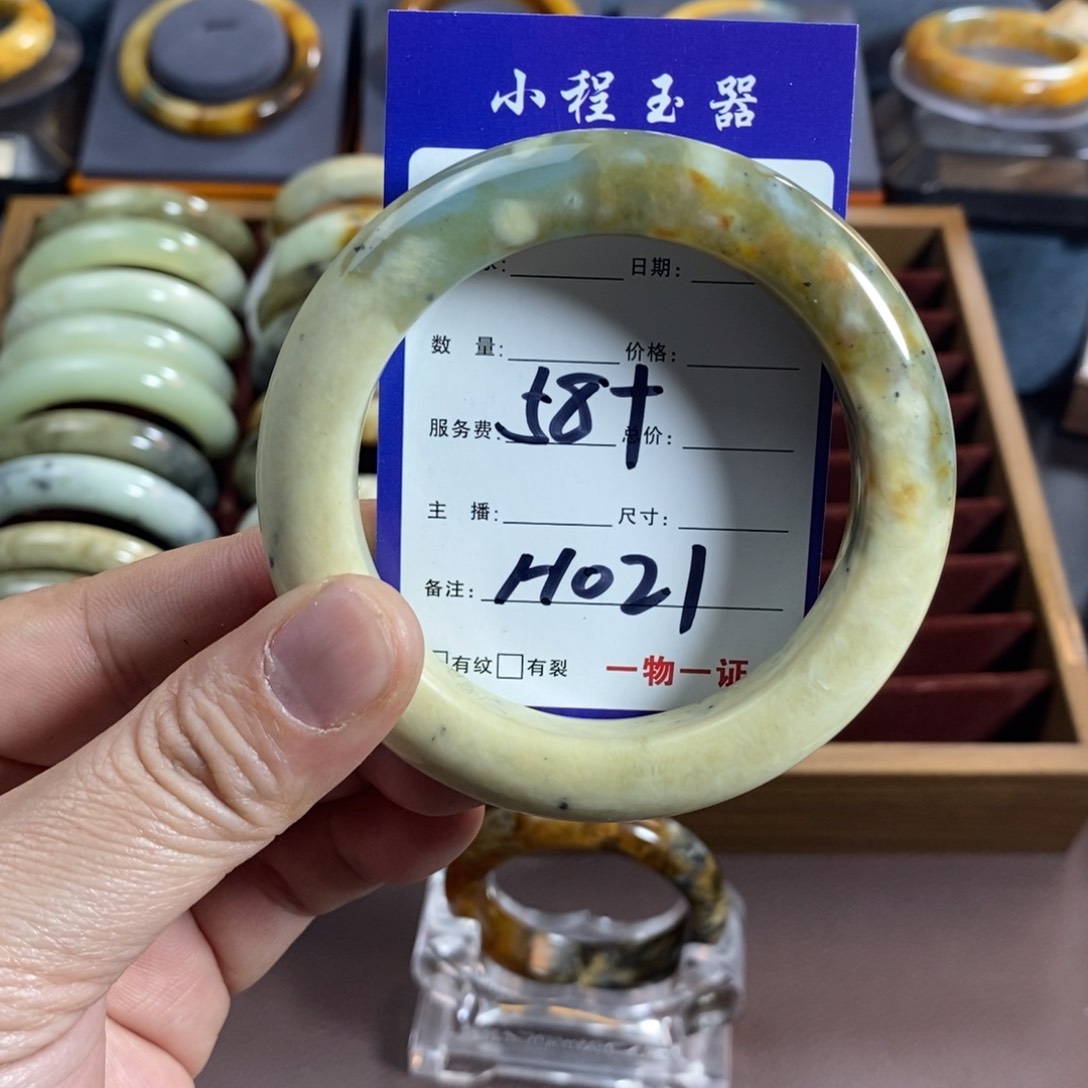 小程玉器
日期:
数 量: 价格:
58+
服务费: 总价:
主 播: 尺寸:
H021
备注:
有纹 有裂 一物一证